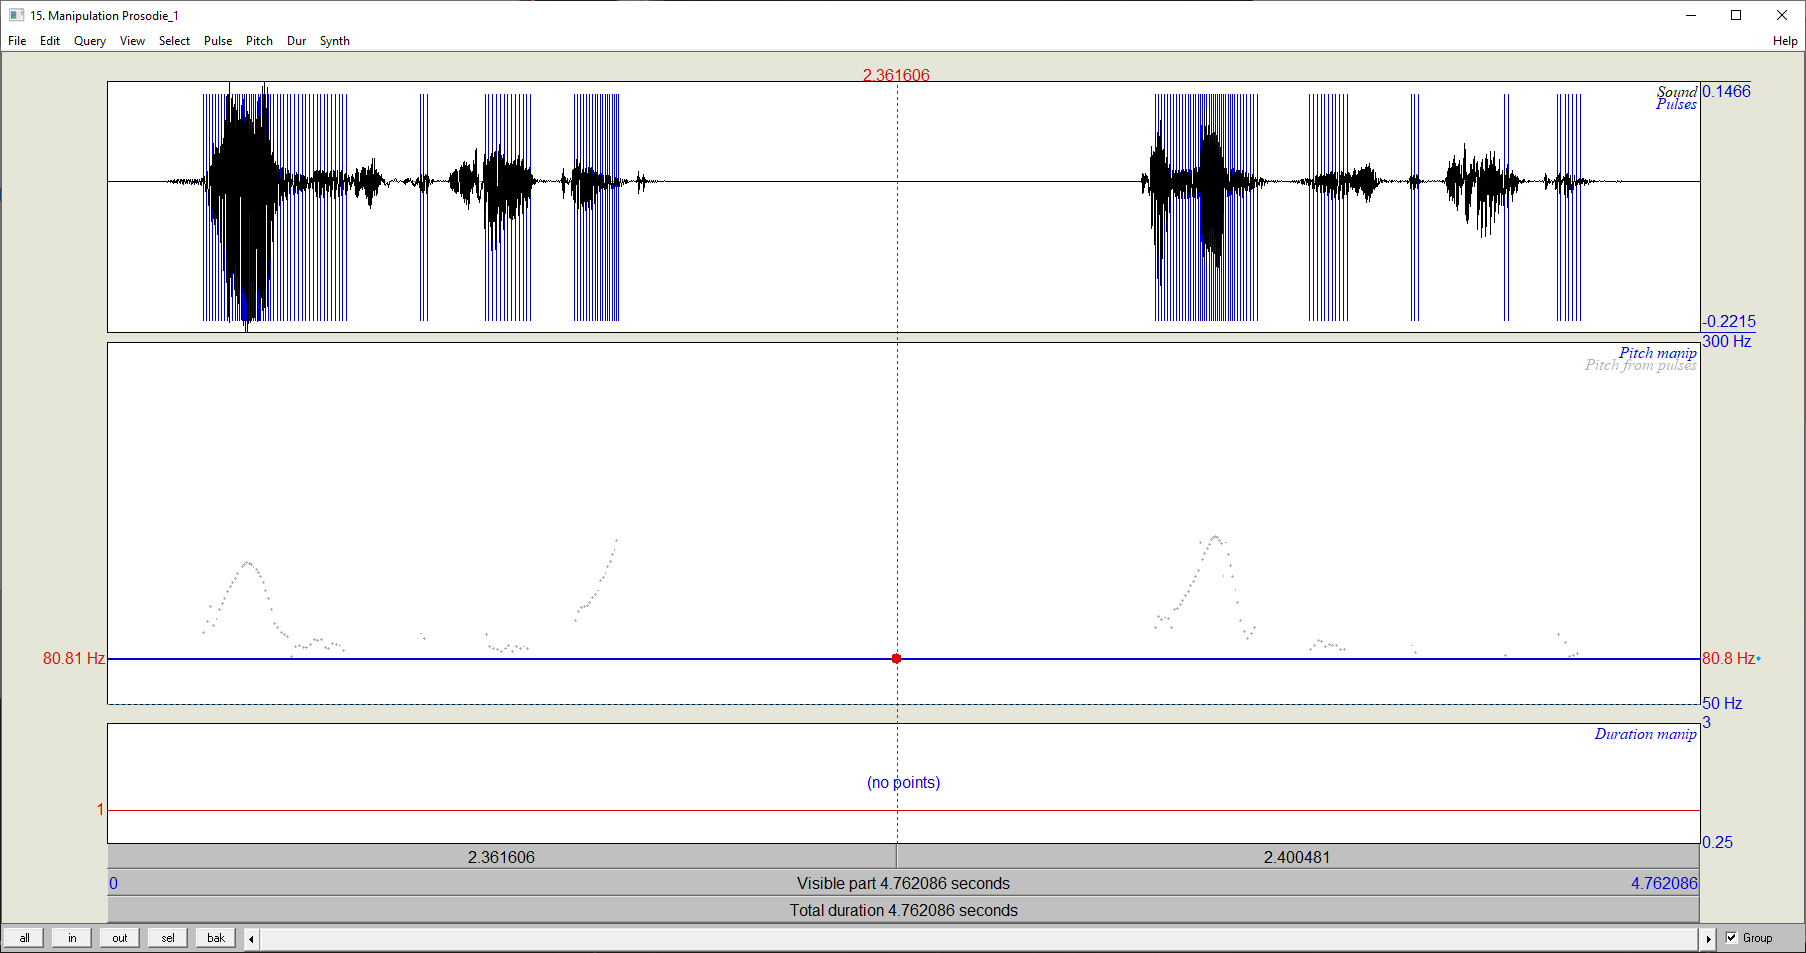 15. Manipulation Prosodie_1
File Edit Query View Select Pulse Pitch Dur Synth Help
2.361606
Sound
Pulses
0.1466
-0.2215
300 Hz
Pitch manip
Pitch from pulses
80.81 Hz
80.8 Hz
50 Hz
3
Duration manip
(no points)
1
0.25
2.361606 2.400481
0 Visible part 4.762086 seconds 4.762086
Total duration 4.762086 seconds
all in out sel bak Group